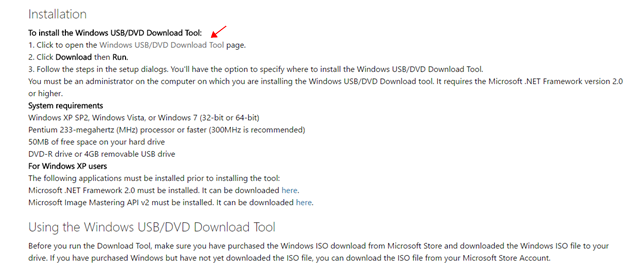 Installation
To install the Windows USB/DVD Download Tool:
1. Click to open the Windows USB/DVD Download Tool page.
2. Click Download then Run.
3. Follow the steps in the setup dialogs. You'll have the option to specify where to install the Windows USB/DVD Download Tool.
You must be an administrator on the computer on which you are installing the Windows USB/DVD Download tool. It requires the Microsoft .NET Framework version 2.0
or higher.
System requirements
Windows XP SP2, Windows Vista, or Windows 7 (32-bit or 64-bit)
Pentium 233-megahertz (MHz) processor or faster (300MHz is recommended)
50MB of free space on your hard drive
DVD-R drive or 4GB removable USB drive
For Windows XP users
The following applications must be installed prior to installing the tool:
Microsoft .NET Framework 2.0 must be installed. It can be downloaded here.
Microsoft Image Mastering API v2 must be installed. It can be downloaded here.
Using the Windows USB/DVD Download Tool
Before you run the Download Tool, make sure you have purchased the Windows ISO download from Microsoft Store and downloaded the Windows ISO file to your
drive. If you have purchased Windows but have not yet downloaded the ISO file, you can download the ISO file from your Microsoft Store Account.